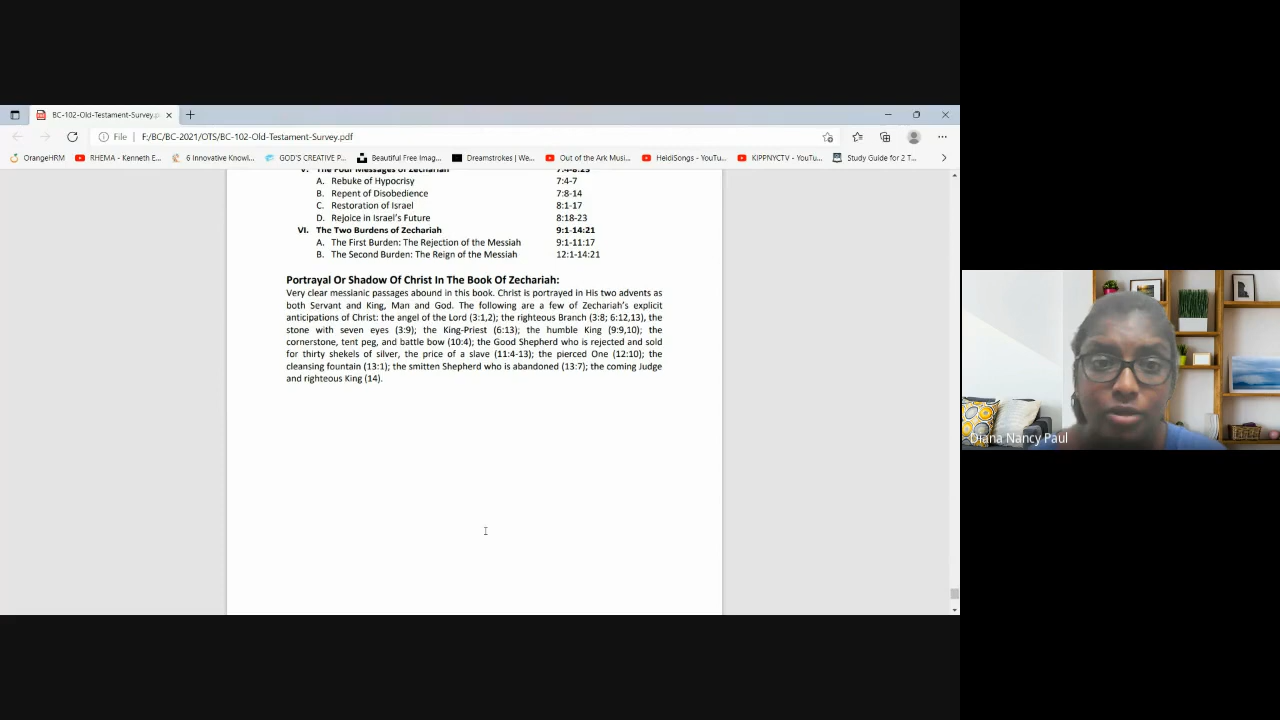 BC-102-Old-Testament-Survey.p
File F:/BC/BC-2021/OTS/BC-102-Old-Testament-Survey.pdf
OrangeHRM RHEMA - Kenneth E... 6 Innovative Knowl... GOD'S CREATIVE P... Beautiful Free Imag... Dreamstrokes | We... Out of the Ark Musi... HeidiSongs - YouTu... KIPPNYCTV - YouTu... Study Guide for 2 T...
V. The Four Messages of Zechariah 7:4-8:23
A. Rebuke of Hypocrisy 7:4-7
B. Repent of Disobedience 7:8-14
C. Restoration of Israel 8:1-17
D. Rejoice in Israel's Future 8:18-23
VI. The Two Burdens of Zechariah 9:1-14:21
A. The First Burden: The Rejection of the Messiah 9:1-11:17
B. The Second Burden: The Reign of the Messiah 12:1-14:21
Portrayal Or Shadow Of Christ In The Book Of Zechariah:
Very clear messianic passages abound in this book. Christ is portrayed in His two advents as
both Servant and King, Man and God. The following are a few of Zechariah's explicit
anticipations of Christ: the angel of the Lord (3:1,2); the righteous Branch (3:8; 6:12,13), the
stone with seven eyes (3:9); the King-Priest (6:13); the humble King (9:9,10); the
cornerstone, tent peg, and battle bow (10:4); the Good Shepherd who is rejected and sold
for thirty shekels of silver, the price of a slave (11:4-13); the pierced One (12:10); the
cleansing fountain (13:1); the smitten Shepherd who is abandoned (13:7); the coming Judge
and righteous King (14).
Diana Nancy Paul